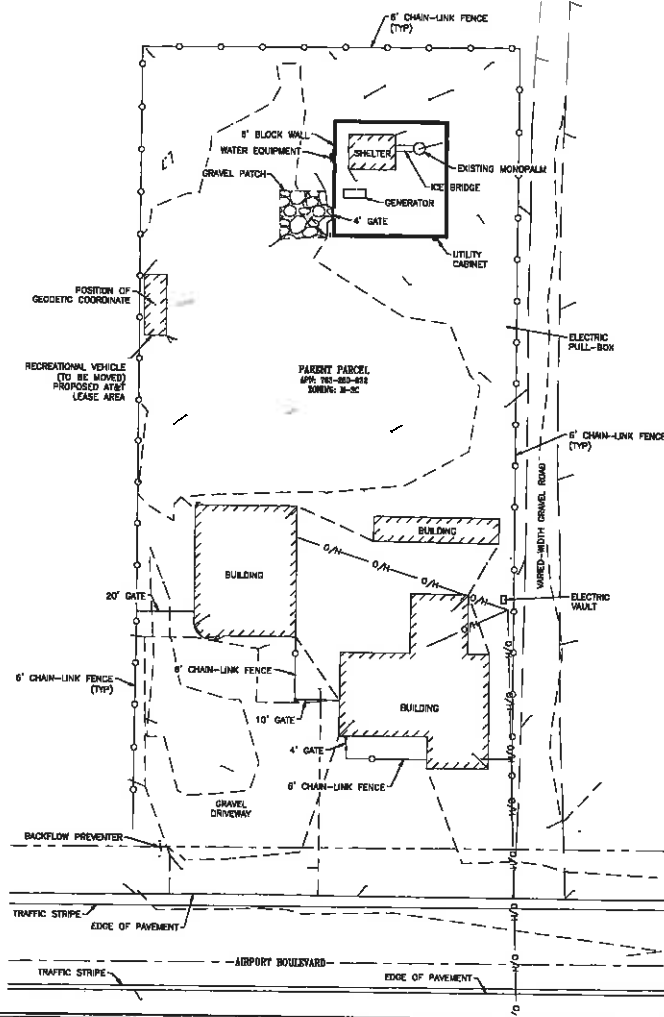 6' CHAIN-LINK FENCE
(TYP)
6' BLOCK WALL
WATER EQUIPMENT
SHELTER
EXISTING MONOPALM
ICE BRIDGE
GRAVEL PATCH
GENERATOR
4' GATE
UTILITY
CABINET
POSITION OF
GEODETIC COORDINATE
ELECTRIC
PULL-BOX
RECREATIONAL VEHICLE
(TO BE MOVED)
PROPOSED AT&T
LEASE AREA
PARENT PARCEL
6' CHAIN-LINK FENCE
(TYP)
VARIED-WIDTH GRAVEL ROAD
BUILDING
O/H
O/H
O/H
BUILDING
20' GATE
O/H
ELECTRIC
VAULT
O/H
6' CHAIN-LINK FENCE
6' CHAIN-LINK FENCE
(TYP)
O/H
BUILDING
10' GATE
O/H
4' GATE
O/H
6' CHAIN-LINK FENCE
GRAVEL
DRIVEWAY
O/H
BACKFLOW PREVENTER
O/H
O/H
TRAFFIC STRIPE
EDGE OF PAVEMENT
O/H
AIRPORT BOULEVARD
O/H
TRAFFIC STRIPE
EDGE OF PAVEMENT
O/H